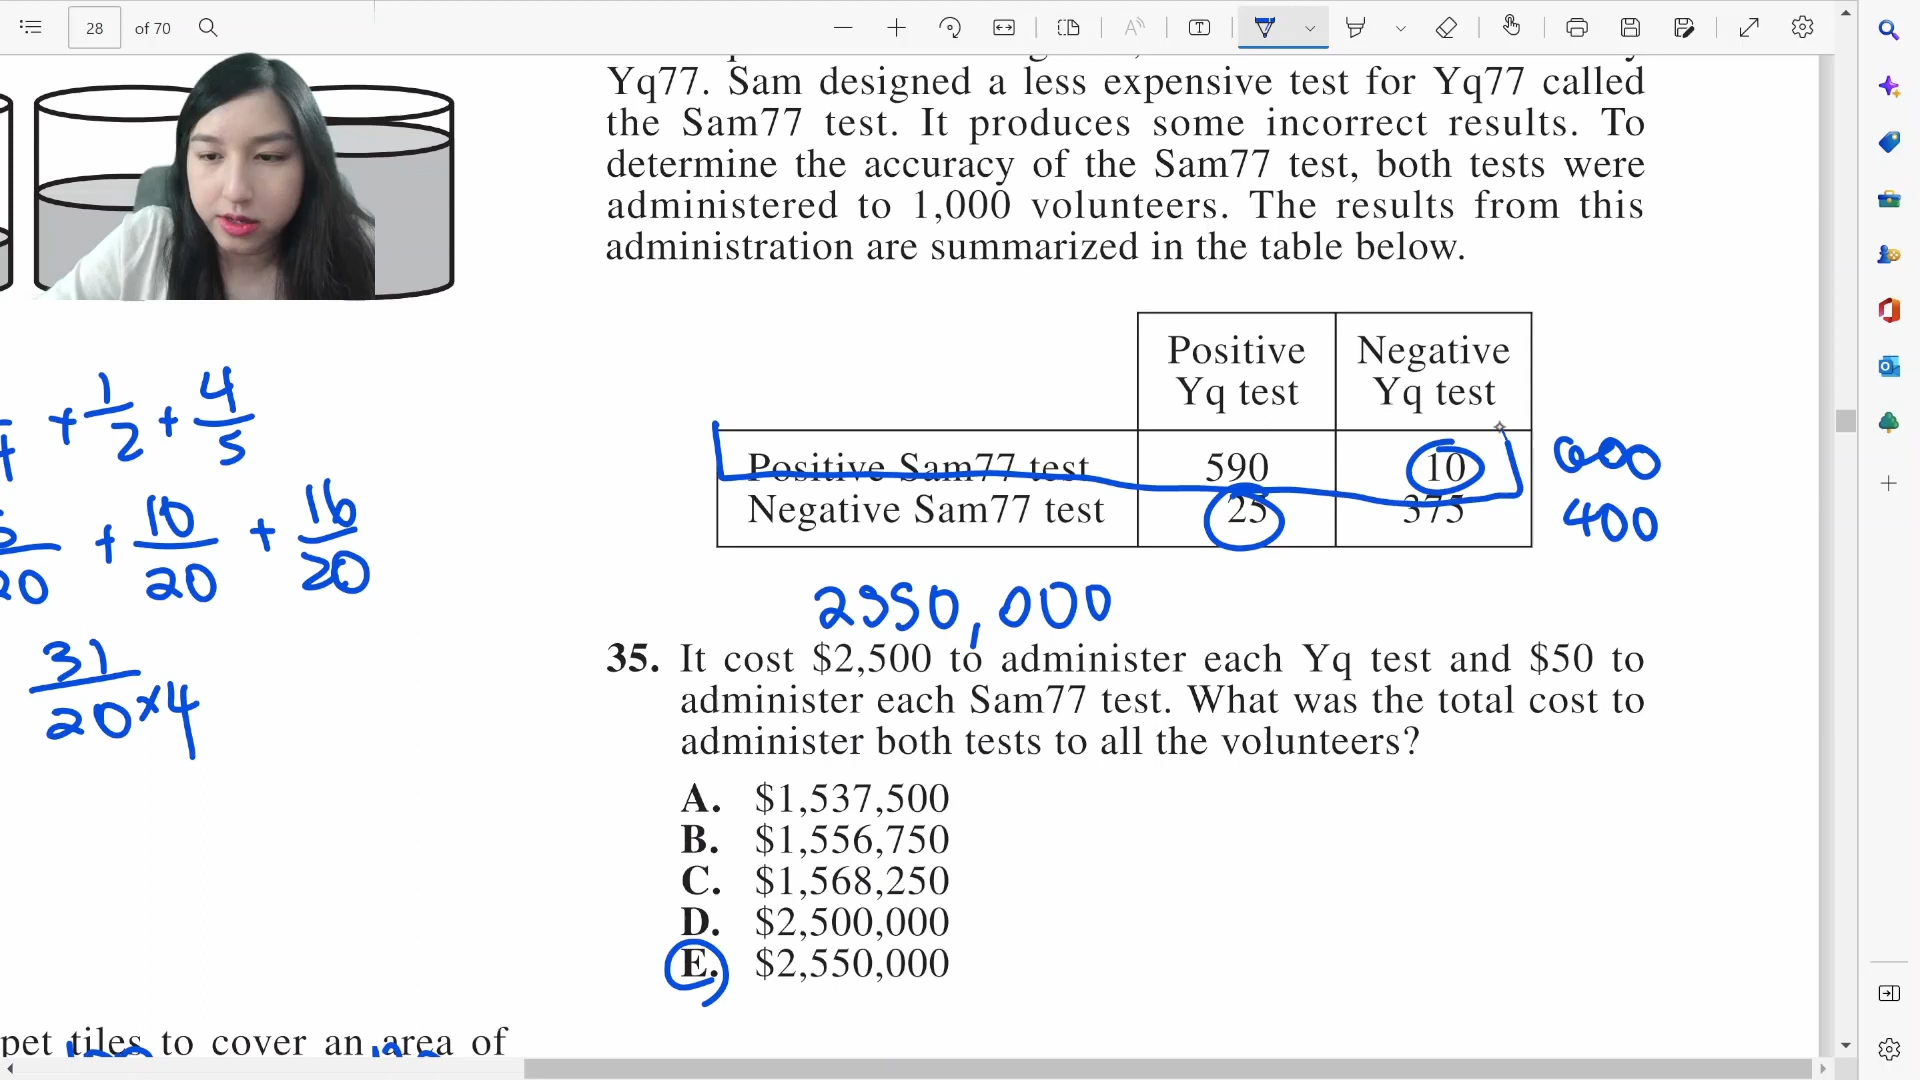 28 of 70
Yq77. Sam designed a less expensive test for Yq77 called
the Sam77 test. It produces some incorrect results. To
determine the accuracy of the Sam77 test, both tests were
administered to 1,000 volunteers. The results from this
administration are summarized in the table below.
Positive Yq test
Negative Yq test
Positive Sam77 test 590 10 600
Negative Sam77 test 25 375 400
+ 1/2 + 4/5
+ 10/20 + 16/20
31/20 ×4
2550,000
35. It cost $2,500 to administer each Yq test and $50 to
administer each Sam77 test. What was the total cost to
administer both tests to all the volunteers?
A. $1,537,500
B. $1,556,750
C. $1,568,250
D. $2,500,000
E. $2,550,000
pet tiles to cover an area of